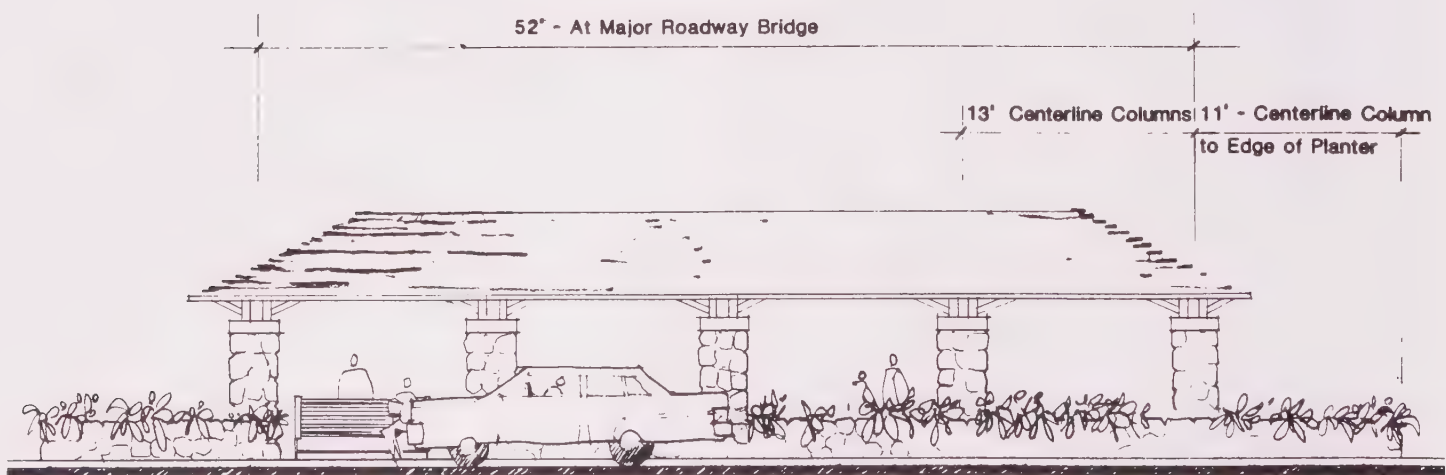 52' - At Major Roadway Bridge
13' Centerline Columns
11' - Centerline Column
to Edge of Planter